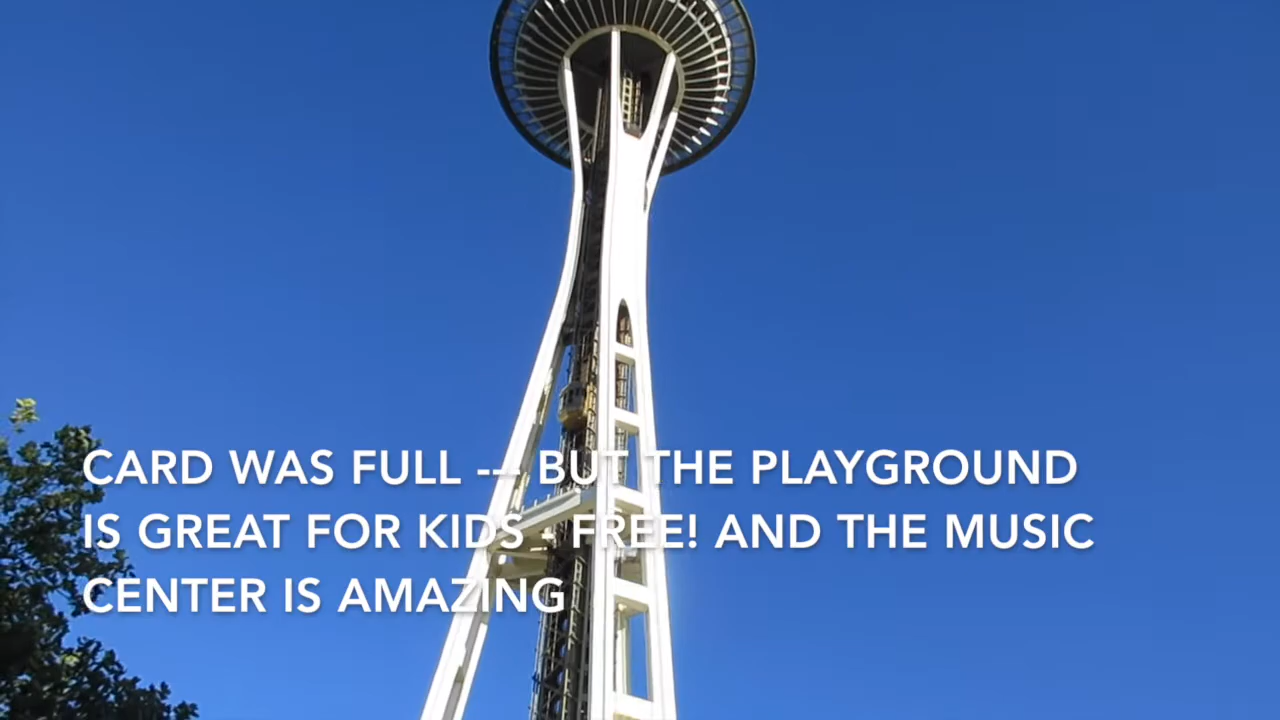 CARD WAS FULL --- BUT THE PLAYGROUND
IS GREAT FOR KIDS - FREE! AND THE MUSIC
CENTER IS AMAZING